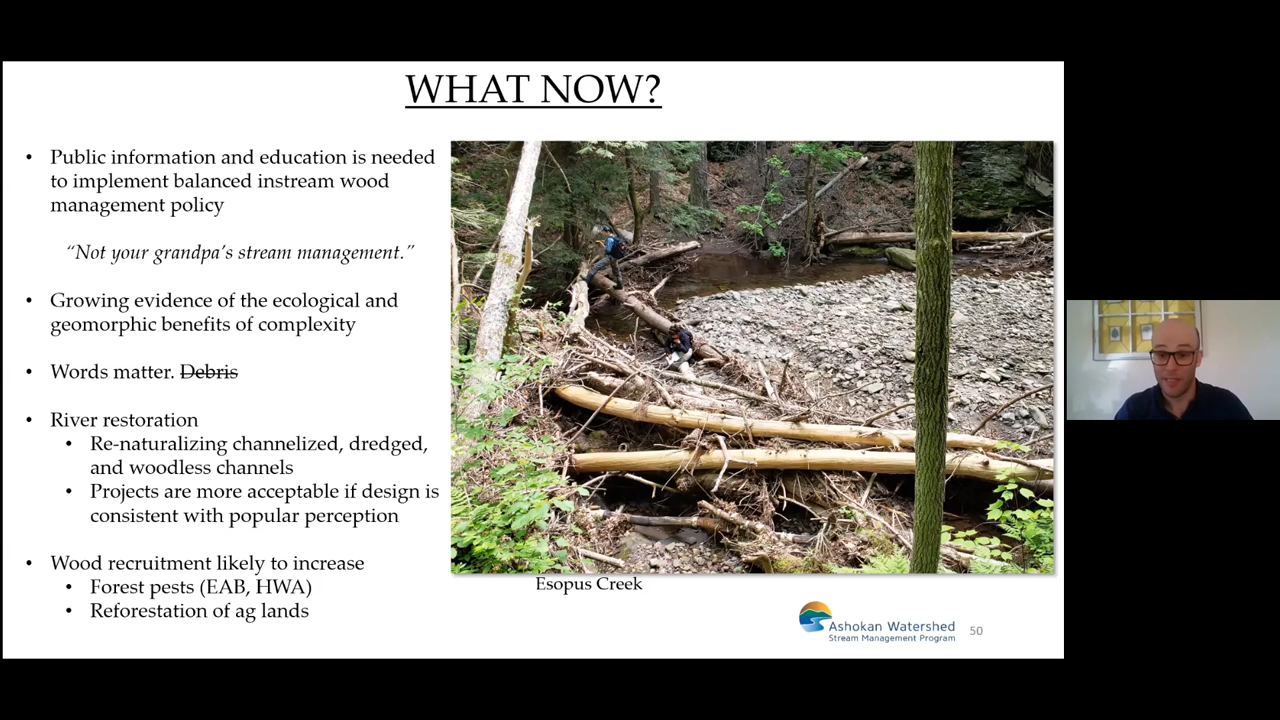 WHAT NOW?
• Public information and education is needed
to implement balanced instream wood
management policy
“Not your grandpa’s stream management.”
• Growing evidence of the ecological and
geomorphic benefits of complexity
• Words matter. Debris
• River restoration
• Re-naturalizing channelized, dredged,
and woodless channels
• Projects are more acceptable if design is
consistent with popular perception
• Wood recruitment likely to increase
• Forest pests (EAB, HWA)
• Reforestation of ag lands
Esopus Creek
Ashokan Watershed
Stream Management Program
50